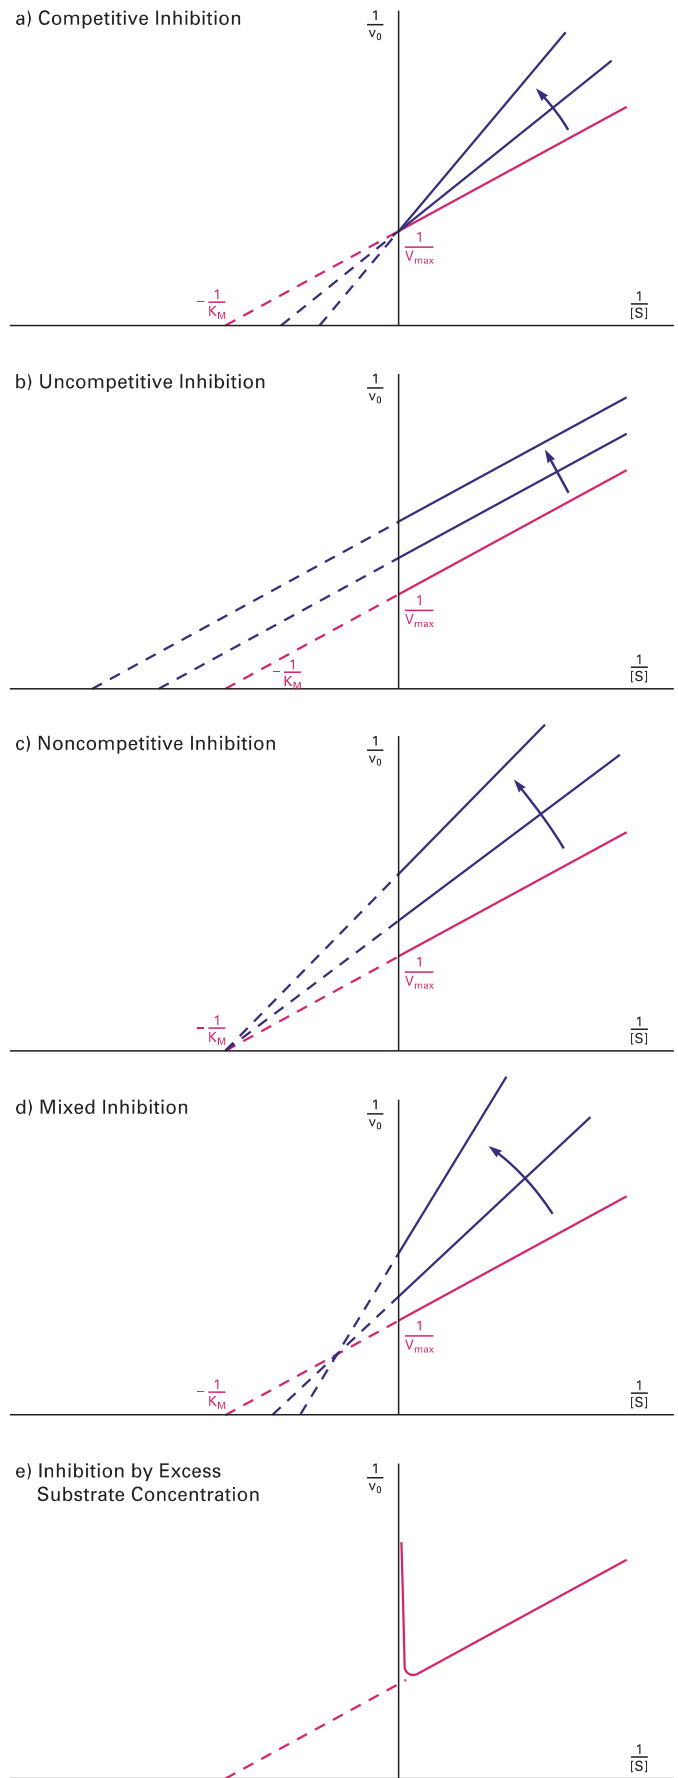 a) Competitive Inhibition
1
v0
1
Vmax
– 1
KM
1
[S]
b) Uncompetitive Inhibition
1
v0
1
Vmax
– 1
KM
1
[S]
c) Noncompetitive Inhibition
1
v0
1
Vmax
– 1
KM
1
[S]
d) Mixed Inhibition
1
v0
1
Vmax
– 1
KM
1
[S]
e) Inhibition by Excess
Substrate Concentration
1
v0
1
[S]